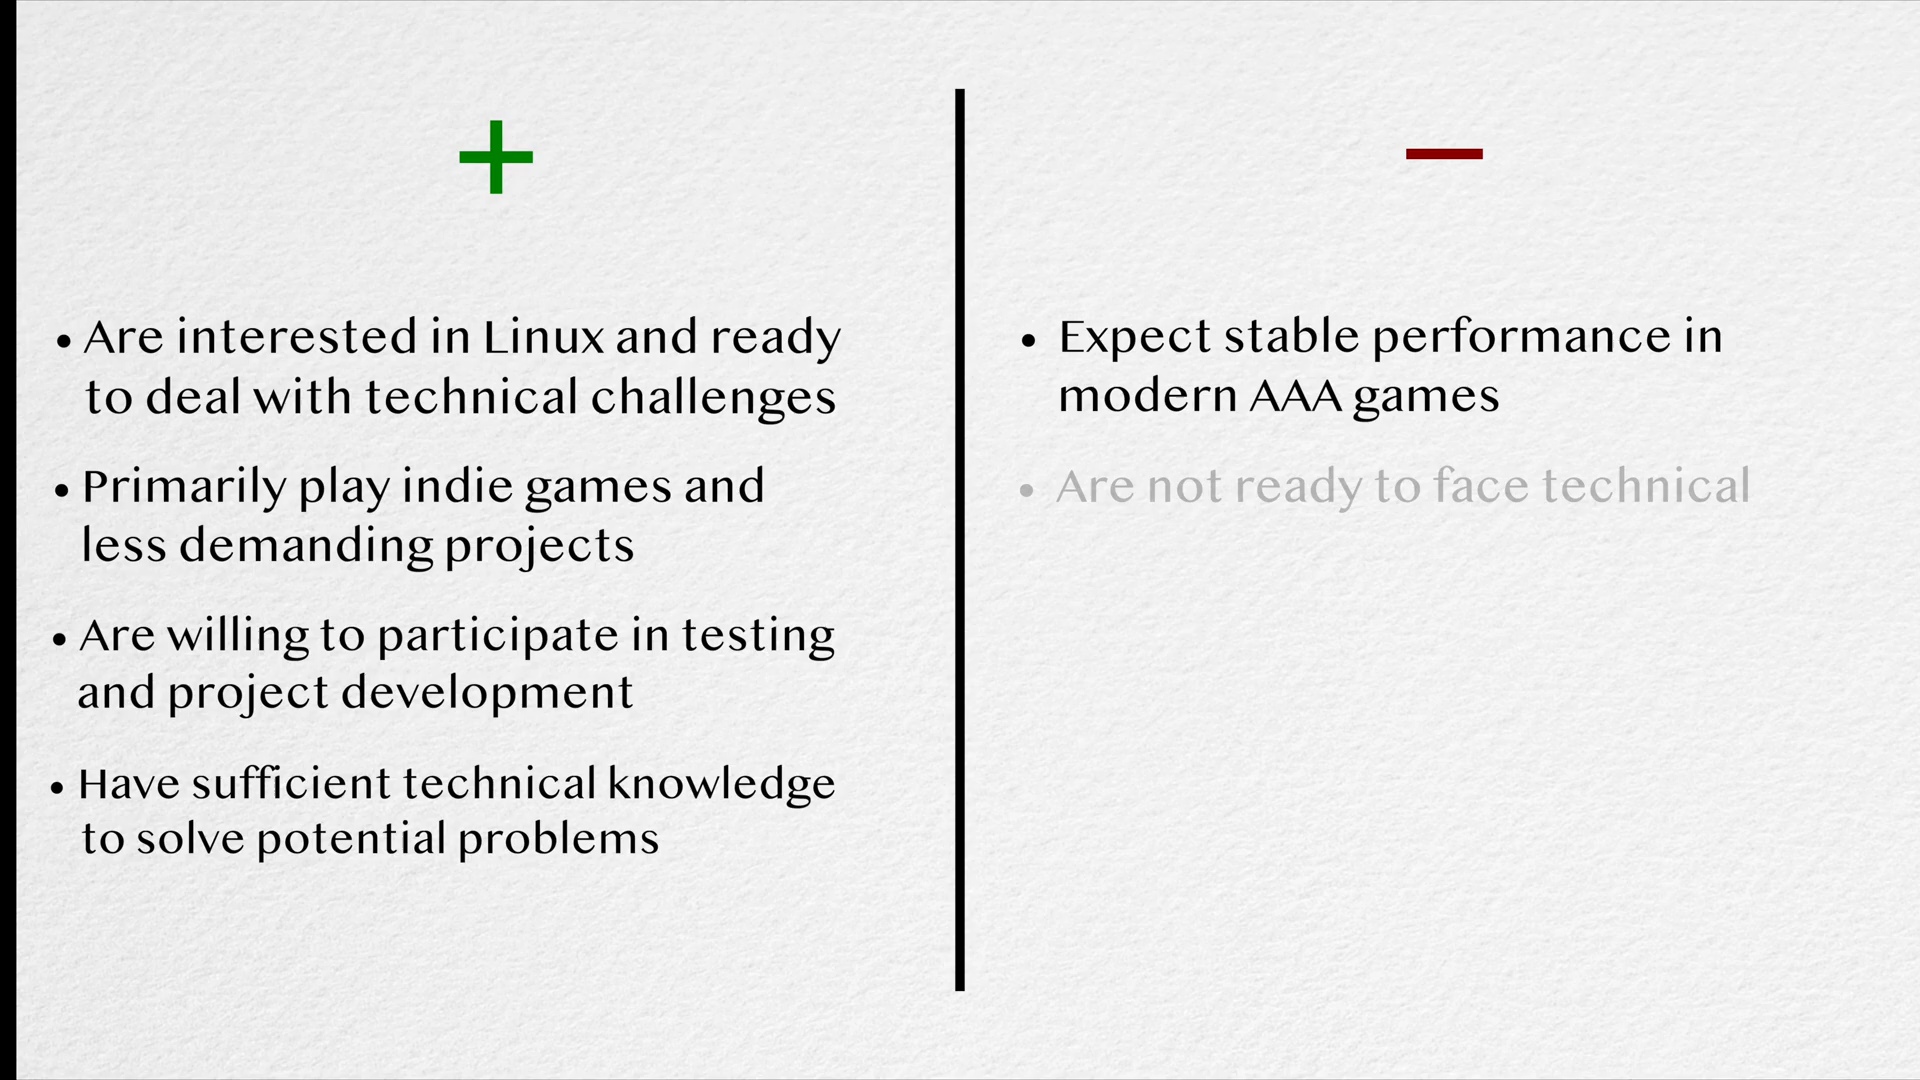 +
• Are interested in Linux and ready
to deal with technical challenges
• Primarily play indie games and
less demanding projects
• Are willing to participate in testing
and project development
• Have sufficient technical knowledge
to solve potential problems
—
• Expect stable performance in
modern AAA games
• Are not ready to face technical